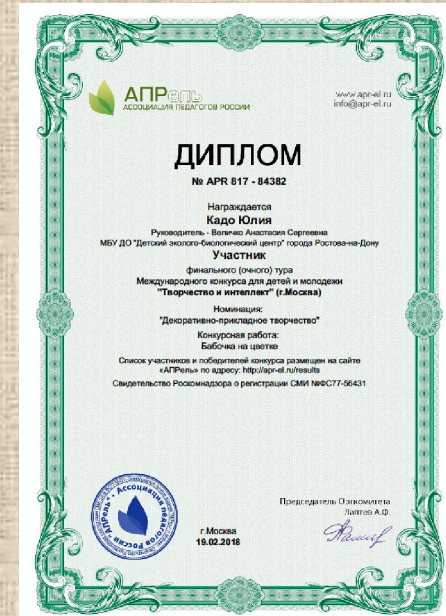 АПРель
АССОЦИАЦИЯ ПЕДАГОГОВ РОССИИ
www.apr-el.ru
info@apr-el.ru
ДИПЛОМ
№ APR 817 - 84382
Награждается
Кадо Юлия
Руководитель - Величко Анастасия Сергеевна
МБУ ДО "Детский эколого-биологический центр" города Ростова-на-Дону
Участник
финального (очного) тура
Международного конкурса для детей и молодежи
"Творчество и интеллект" (г.Москва)
Номинация:
"Декоративно-прикладное творчество"
Конкурсная работа:
Бабочка на цветке
Список участников и победителей конкурса размещен на сайте
«АПРель» по адресу: http://apr-el.ru/results
Свидетельство Роскомнадзора о регистрации СМИ №ФС77-56431
Председатель Оргкомитета
Лаптев А.Ф.
Ассоциация педагогов России • «АПРель» •
г.Москва
19.02.2018